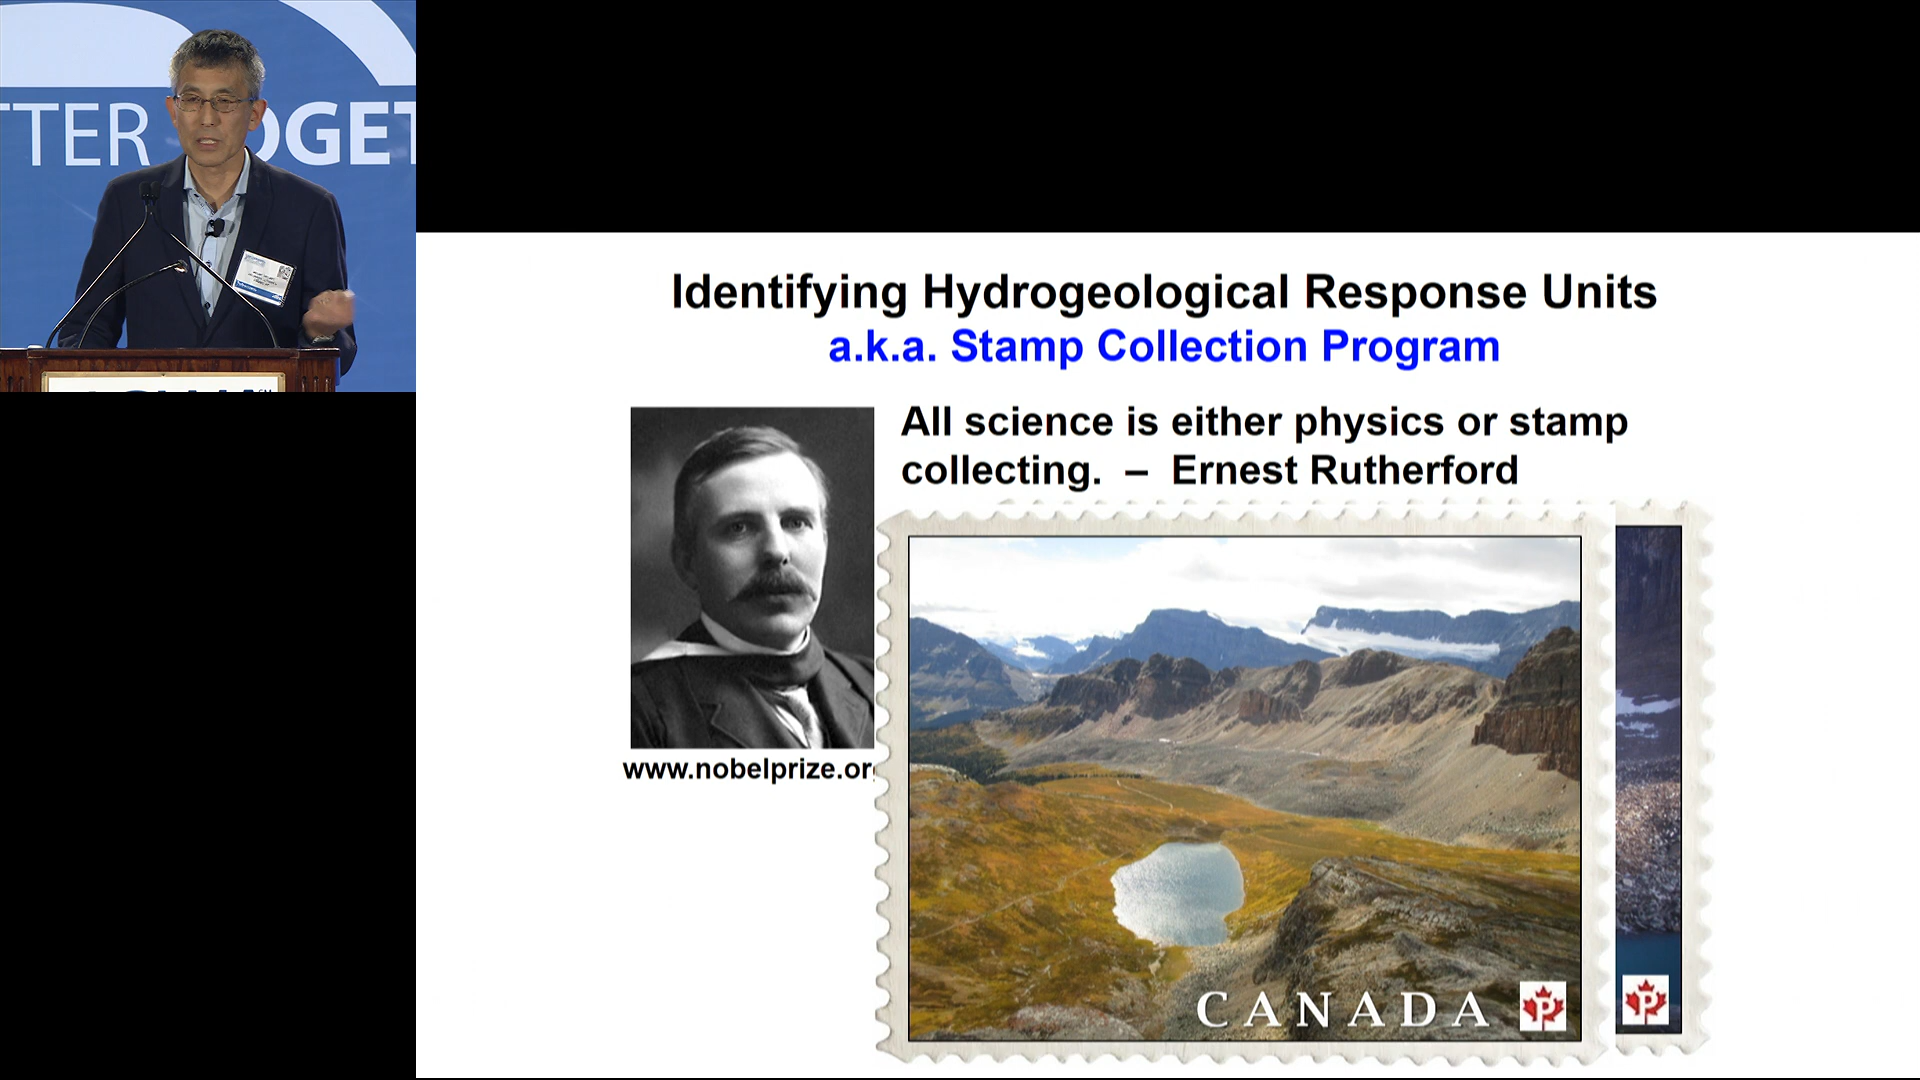 TTER OGET
Identifying Hydrogeological Response Units
a.k.a. Stamp Collection Program
All science is either physics or stamp
collecting. – Ernest Rutherford
www.nobelprize.or
CANADA P P